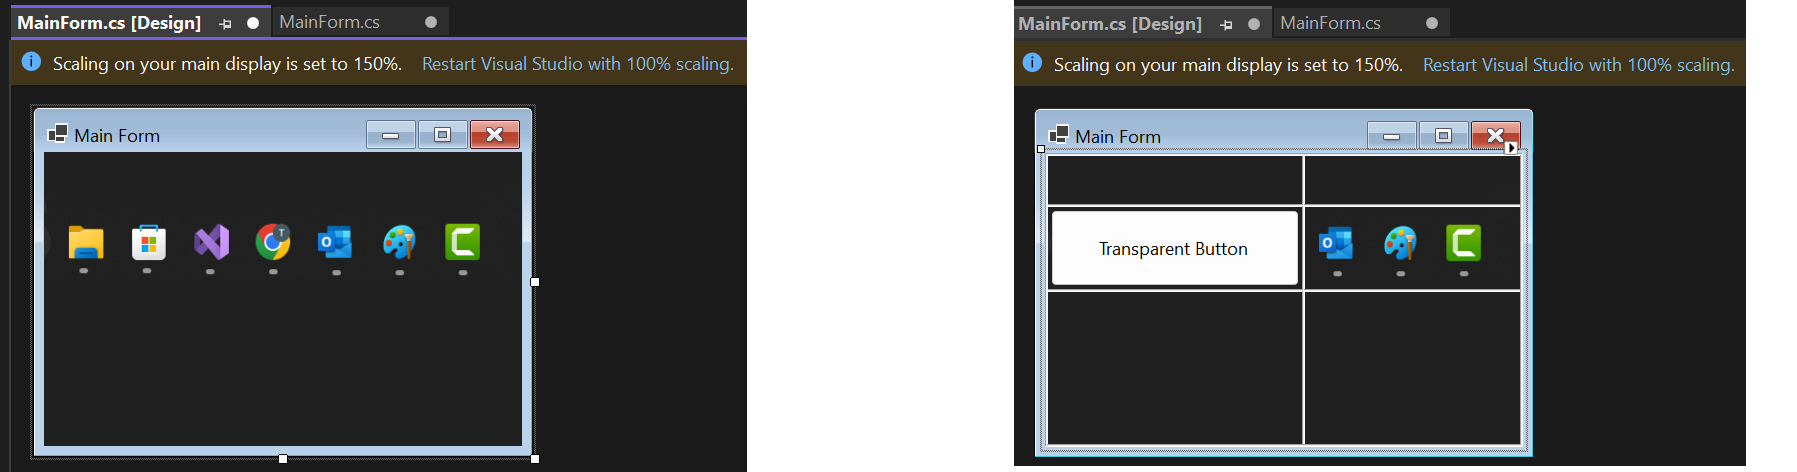 MainForm.cs [Design]
MainForm.cs
Scaling on your main display is set to 150%. Restart Visual Studio with 100% scaling.
Main Form
T
MainForm.cs [Design]
MainForm.cs
Scaling on your main display is set to 150%. Restart Visual Studio with 100% scaling.
Main Form
Transparent Button